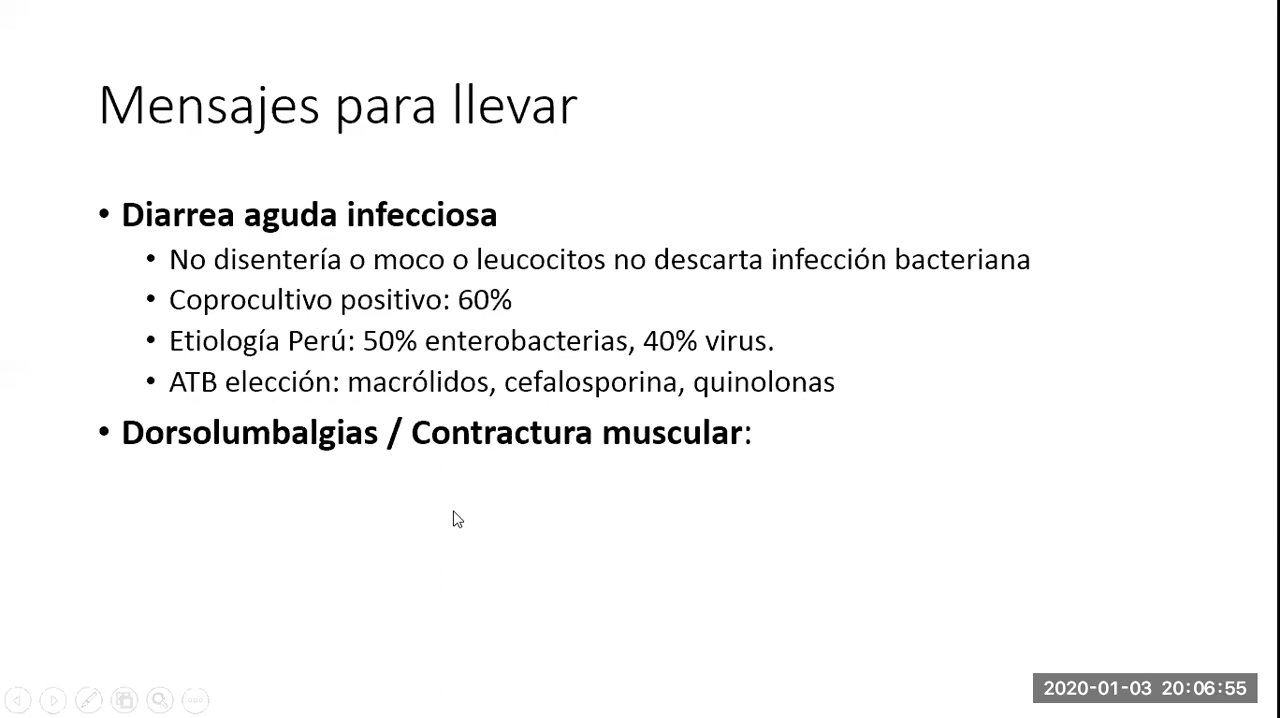 Mensajes para llevar
• Diarrea aguda infecciosa
• No disentería o moco o leucocitos no descarta infección bacteriana
• Coprocultivo positivo: 60%
• Etiología Perú: 50% enterobacterias, 40% virus.
• ATB elección: macrólidos, cefalosporina, quinolonas
• Dorsolumbalgias / Contractura muscular:
2020-01-03 20:06:55